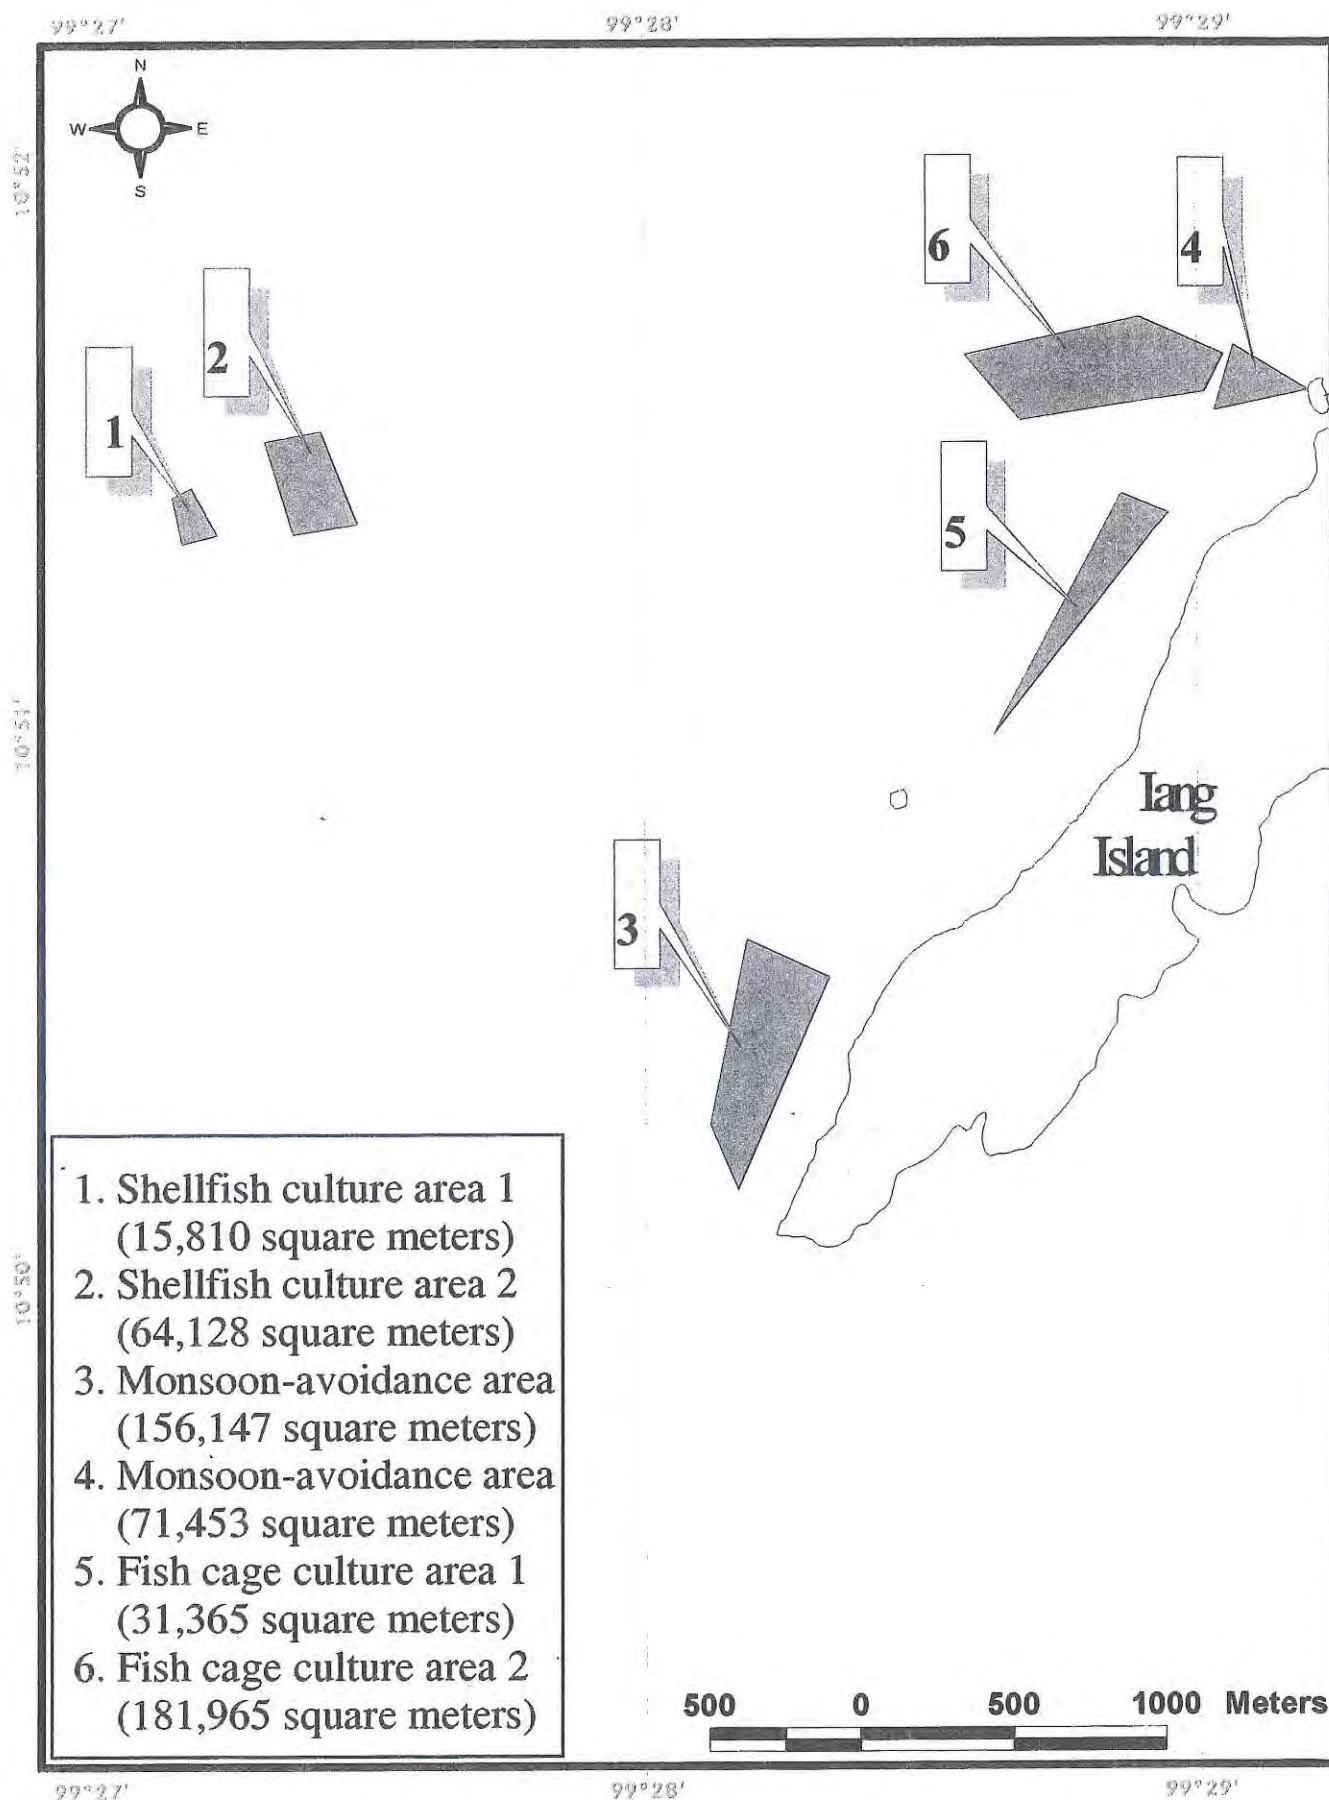 99°27' 99°28' 99°29'
N
W E
S
10°52'
10°51'
10°50'
6
4
2
1
5
3
Iang
Island
1. Shellfish culture area 1
(15,810 square meters)
2. Shellfish culture area 2
(64,128 square meters)
3. Monsoon-avoidance area
(156,147 square meters)
4. Monsoon-avoidance area
(71,453 square meters)
5. Fish cage culture area 1
(31,365 square meters)
6. Fish cage culture area 2
(181,965 square meters)
500 0 500 1000 Meters
99°27' 99°28' 99°29'